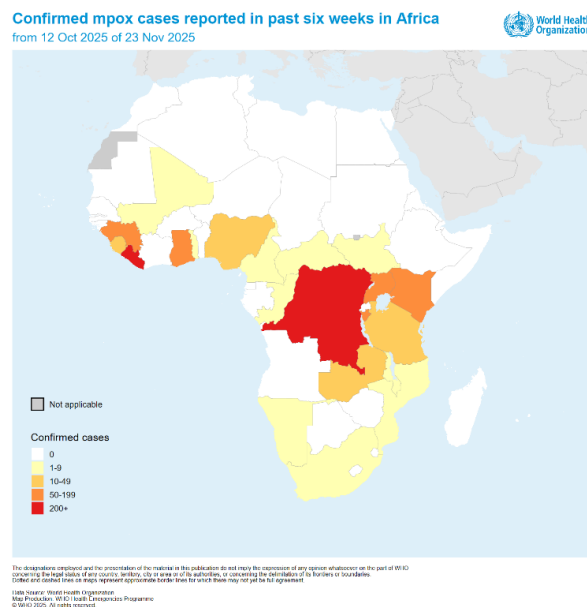 Confirmed mpox cases reported in past six weeks in Africa
from 12 Oct 2025 of 23 Nov 2025
World Health
Organization
Not applicable
Confirmed cases
0
1-9
10-49
50-199
200+
The designations employed and the presentation of the material in this publication do not imply the expression of any opinion whatsoever on the part of WHO
concerning the legal status of any country, territory, city or area or of its authorities, or concerning the delimitation of its frontiers or boundaries.
Dotted and dashed lines on maps represent approximate border lines for which there may not yet be full agreement.
Data Source: World Health Organization
Map Production: WHO Health Emergencies Programme
© WHO 2025. All rights reserved